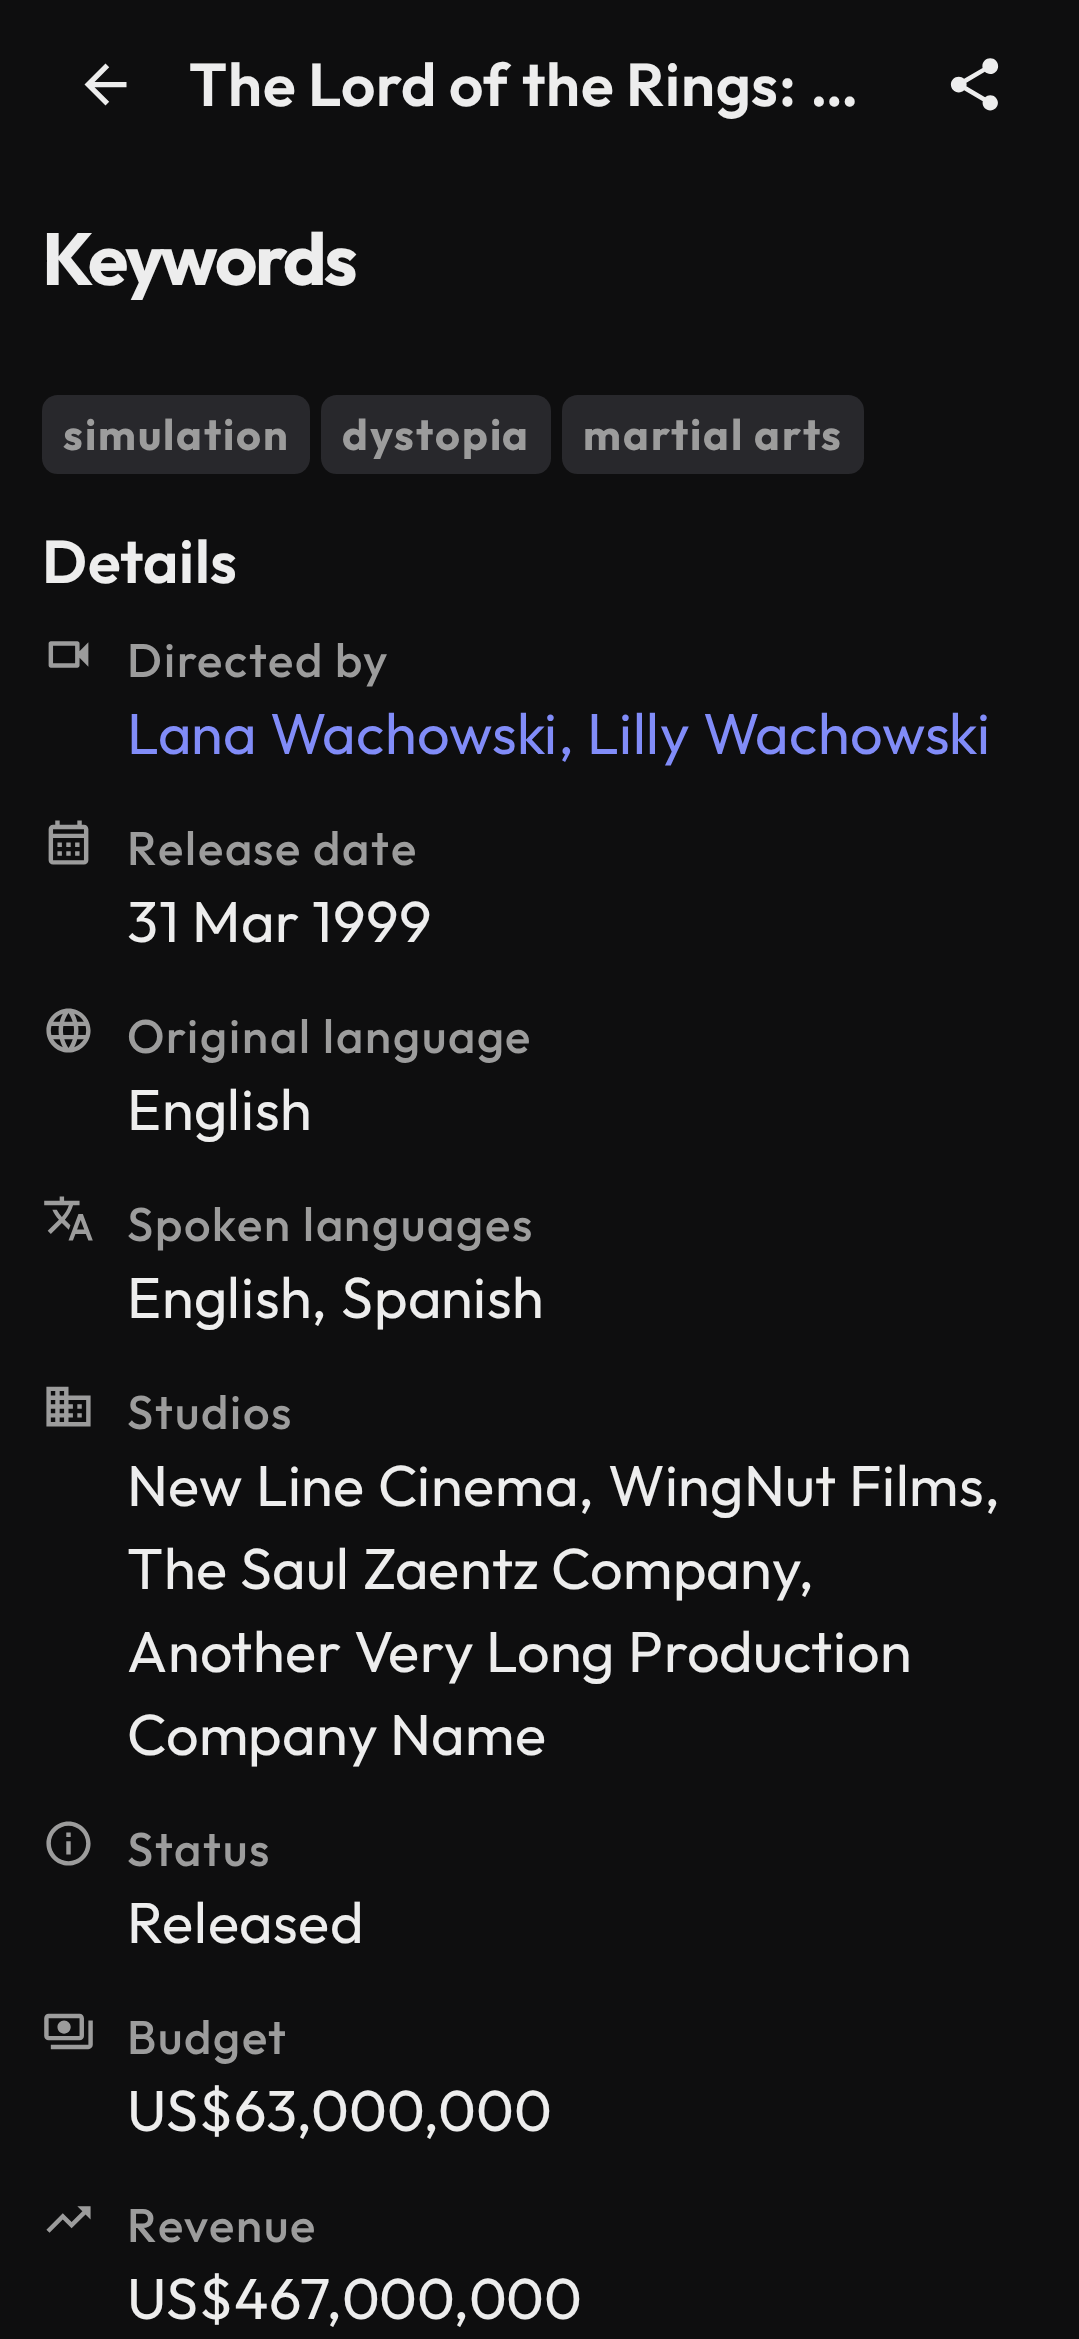 The Lord of the Rings: ...
Keywords
simulation dystopia martial arts
Details
Directed by
Lana Wachowski, Lilly Wachowski
Release date
31 Mar 1999
Original language
English
Spoken languages
English, Spanish
Studios
New Line Cinema, WingNut Films,
The Saul Zaentz Company,
Another Very Long Production
Company Name
Status
Released
Budget
US$63,000,000
Revenue
US$467,000,000